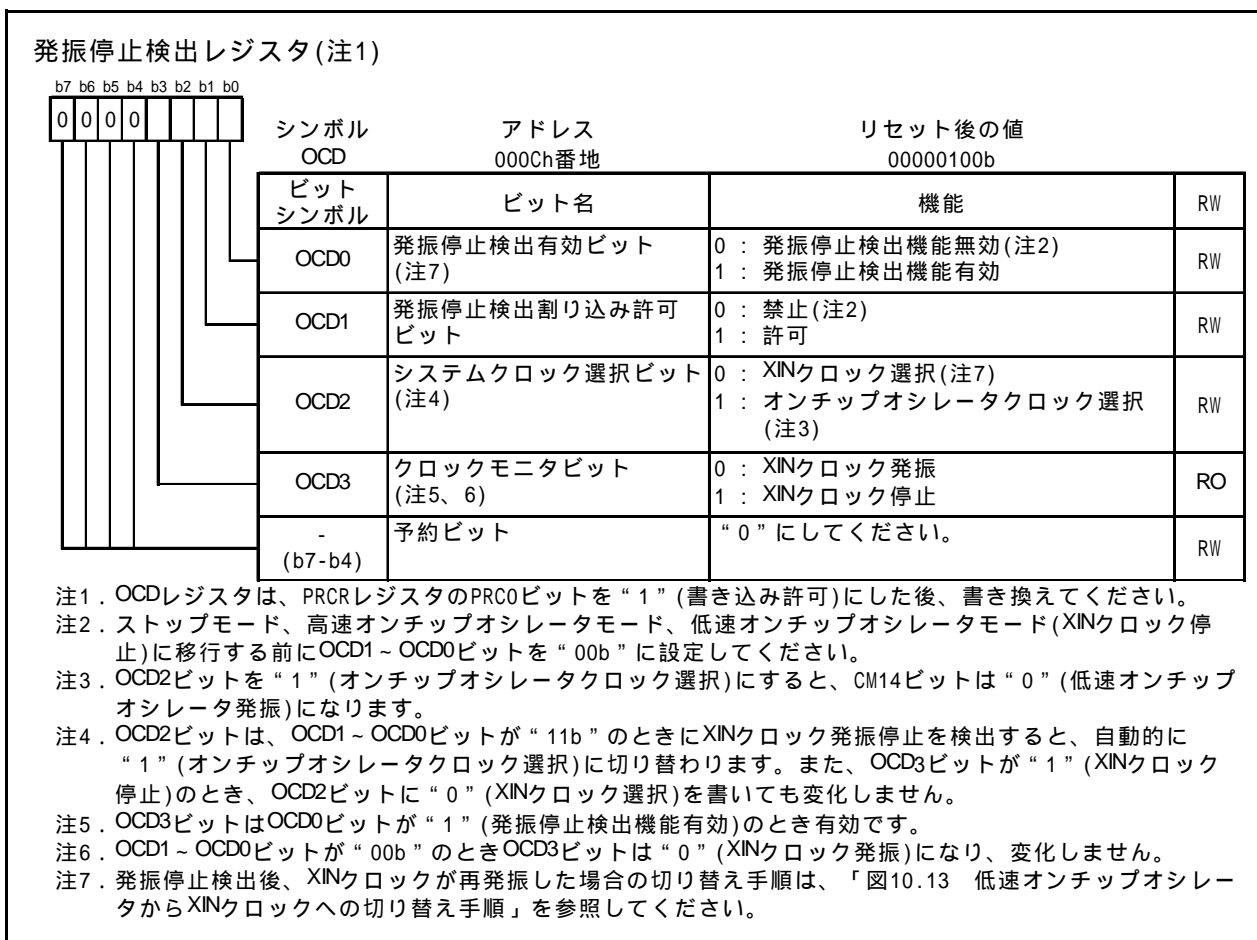 発振停止検出レジスタ(注1)
b7 b6 b5 b4 b3 b2 b1 b0
0 0 0 0
シンボル アドレス リセット後の値
OCD 000Ch番地 00000100b
ビット
シンボル ビット名 機能 RW
OCD0 発振停止検出有効ビット
(注7) 0 : 発振停止検出機能無効(注2)
1 : 発振停止検出機能有効 RW
OCD1 発振停止検出割り込み許可
ビット 0 : 禁止(注2)
1 : 許可 RW
OCD2 システムクロック選択ビット
(注4) 0 : XINクロック選択(注7)
1 : オンチップオシレータクロック選択
(注3) RW
OCD3 クロックモニタビット
(注5、6) 0 : XINクロック発振
1 : XINクロック停止 RO
-
(b7-b4) 予約ビット “0”にしてください。 RW
注1．OCDレジスタは、PRCRレジスタのPRC0ビットを“1”(書き込み許可)にした後、書き換えてください。
注2．ストップモード、高速オンチップオシレータモード、低速オンチップオシレータモード(XINクロック停
止)に移行する前にOCD1～OCD0ビットを“00b”に設定してください。
注3．OCD2ビットを“1”(オンチップオシレータクロック選択)にすると、CM14ビットは“0”(低速オンチップ
オシレータ発振)になります。
注4．OCD2ビットは、OCD1～OCD0ビットが“11b”のときにXINクロック発振停止を検出すると、自動的に
“1”(オンチップオシレータクロック選択)に切り替わります。また、OCD3ビットが“1”(XINクロック
停止)のとき、OCD2ビットに“0”(XINクロック選択)を書いても変化しません。
注5．OCD3ビットはOCD0ビットが“1”(発振停止検出機能有効)のとき有効です。
注6．OCD1～OCD0ビットが“00b”のときOCD3ビットは“0”(XINクロック発振)になり、変化しません。
注7．発振停止検出後、XINクロックが再発振した場合の切り替え手順は、「図10.13 低速オンチップオシレー
タからXINクロックへの切り替え手順」を参照してください。